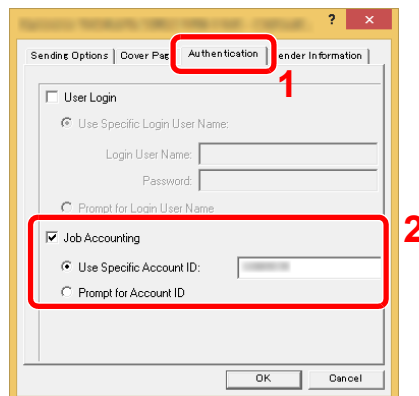 ? ×
Sending Options Cover Pag Authentication ender Information
1
User Login
Use Specific Login User Name:
Login User Name:
Password:
Prompt for Login User Name
2
Job Accounting
Use Specific Account ID:
Prompt for Account ID
OK Cancel